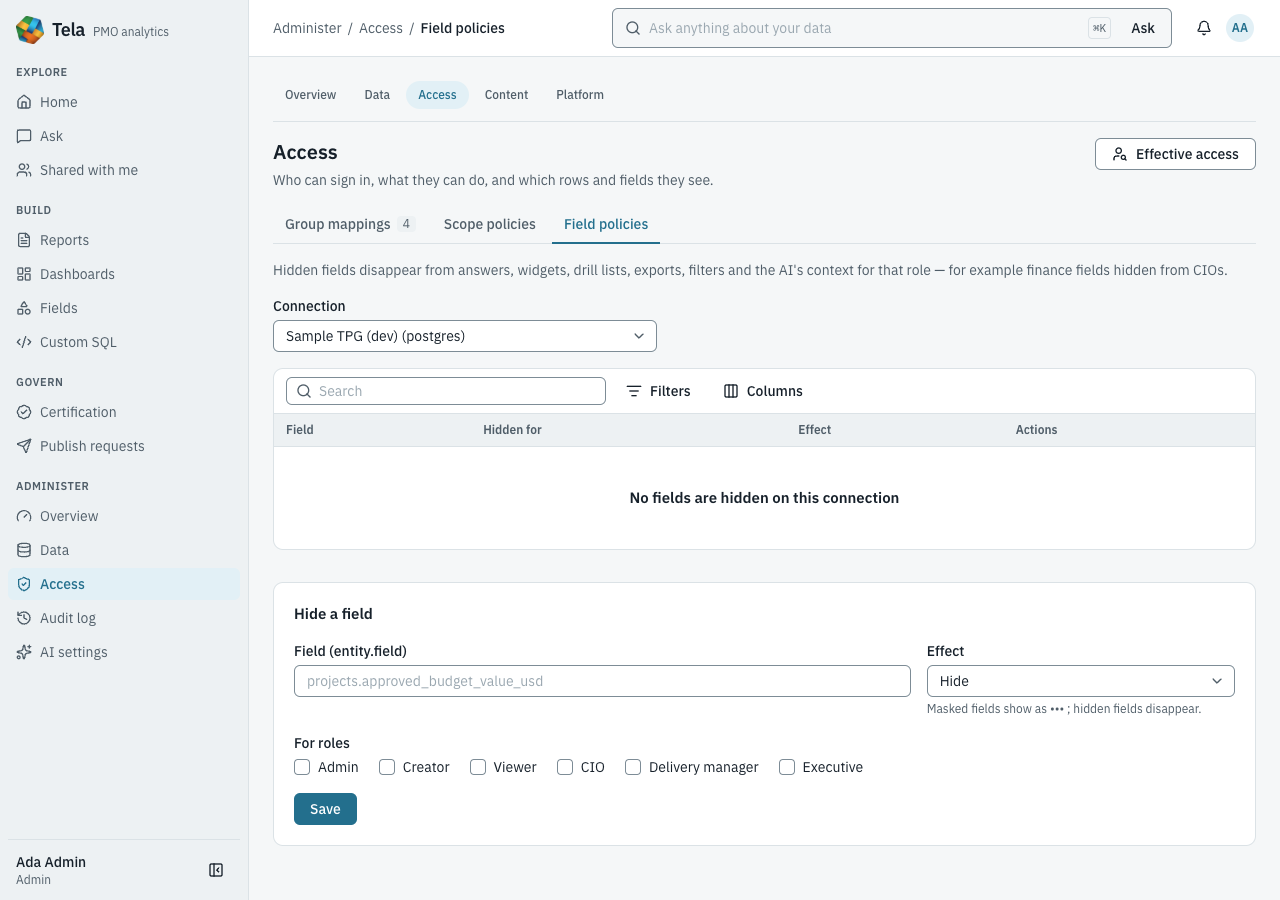 Tela PMO analytics
EXPLORE
Home
Ask
Shared with me
BUILD
Reports
Dashboards
Fields
Custom SQL
GOVERN
Certification
Publish requests
ADMINISTER
Overview
Data
Access
Audit log
AI settings
Ada Admin
Admin
Administer / Access / Field policies
Ask anything about your data ⌘K Ask
AA
Overview Data Access Content Platform
Access
Effective access
Who can sign in, what they can do, and which rows and fields they see.
Group mappings 4 Scope policies Field policies
Hidden fields disappear from answers, widgets, drill lists, exports, filters and the AI's context for that role — for example finance fields hidden from CIOs.
Connection
Sample TPG (dev) (postgres)
Search Filters Columns
Field Hidden for Effect Actions
No fields are hidden on this connection
Hide a field
Field (entity.field) Effect
projects.approved_budget_value_usd Hide
Masked fields show as ••• ; hidden fields disappear.
For roles
Admin Creator Viewer CIO Delivery manager Executive
Save